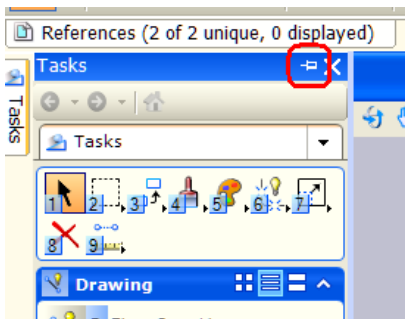 References (2 of 2 unique, 0 displayed)
Tasks
Tasks
Tasks
1 2 3 4 5 6 7
8 9
Drawing